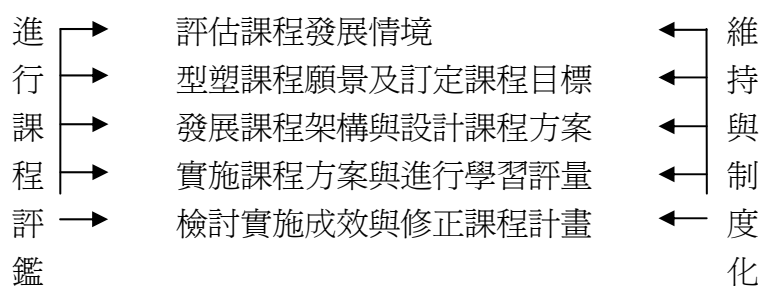 進行課程評鑑
評估課程發展情境
型塑課程願景及訂定課程目標
發展課程架構與設計課程方案
實施課程方案與進行學習評量
檢討實施成效與修正課程計畫
維持與制度化